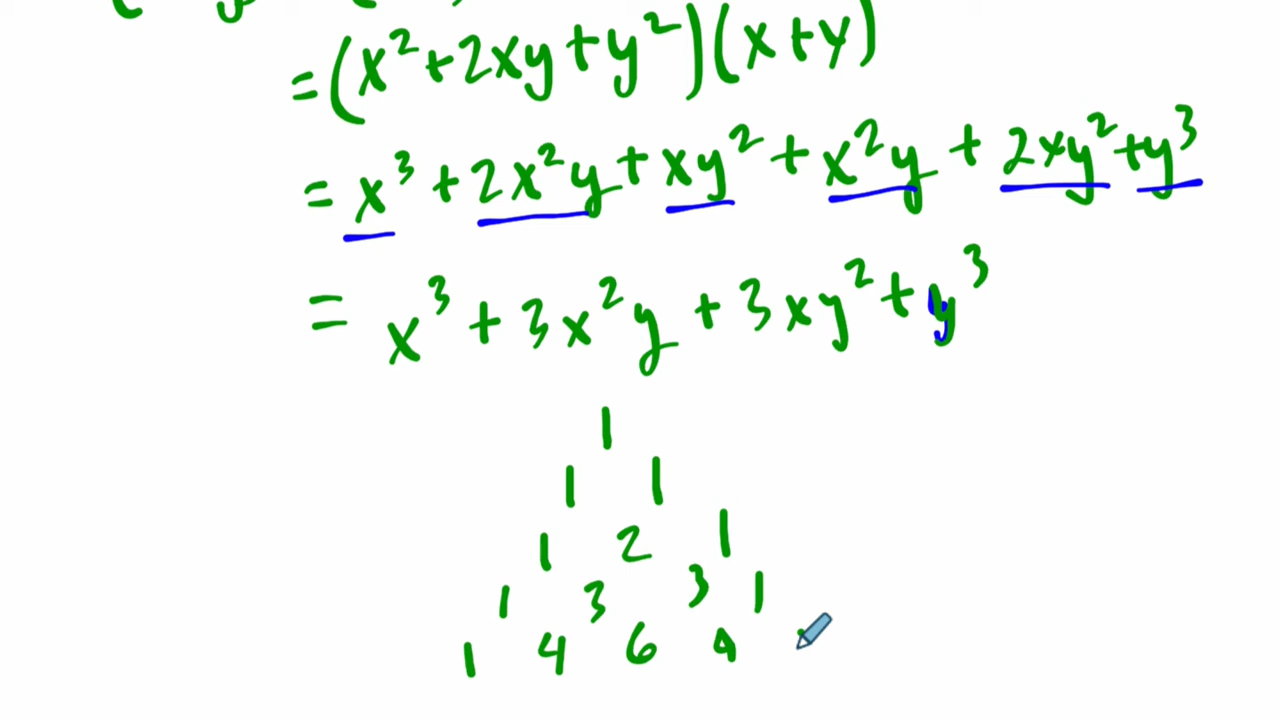 =(x²+2xy+y²)(x+y)
= x³+2x²y+xy²+x²y+2xy²+y³
= x³+3x²y+3xy²+y³
1
1 1
1 2 1
1 3 3 1
1 4 6 4